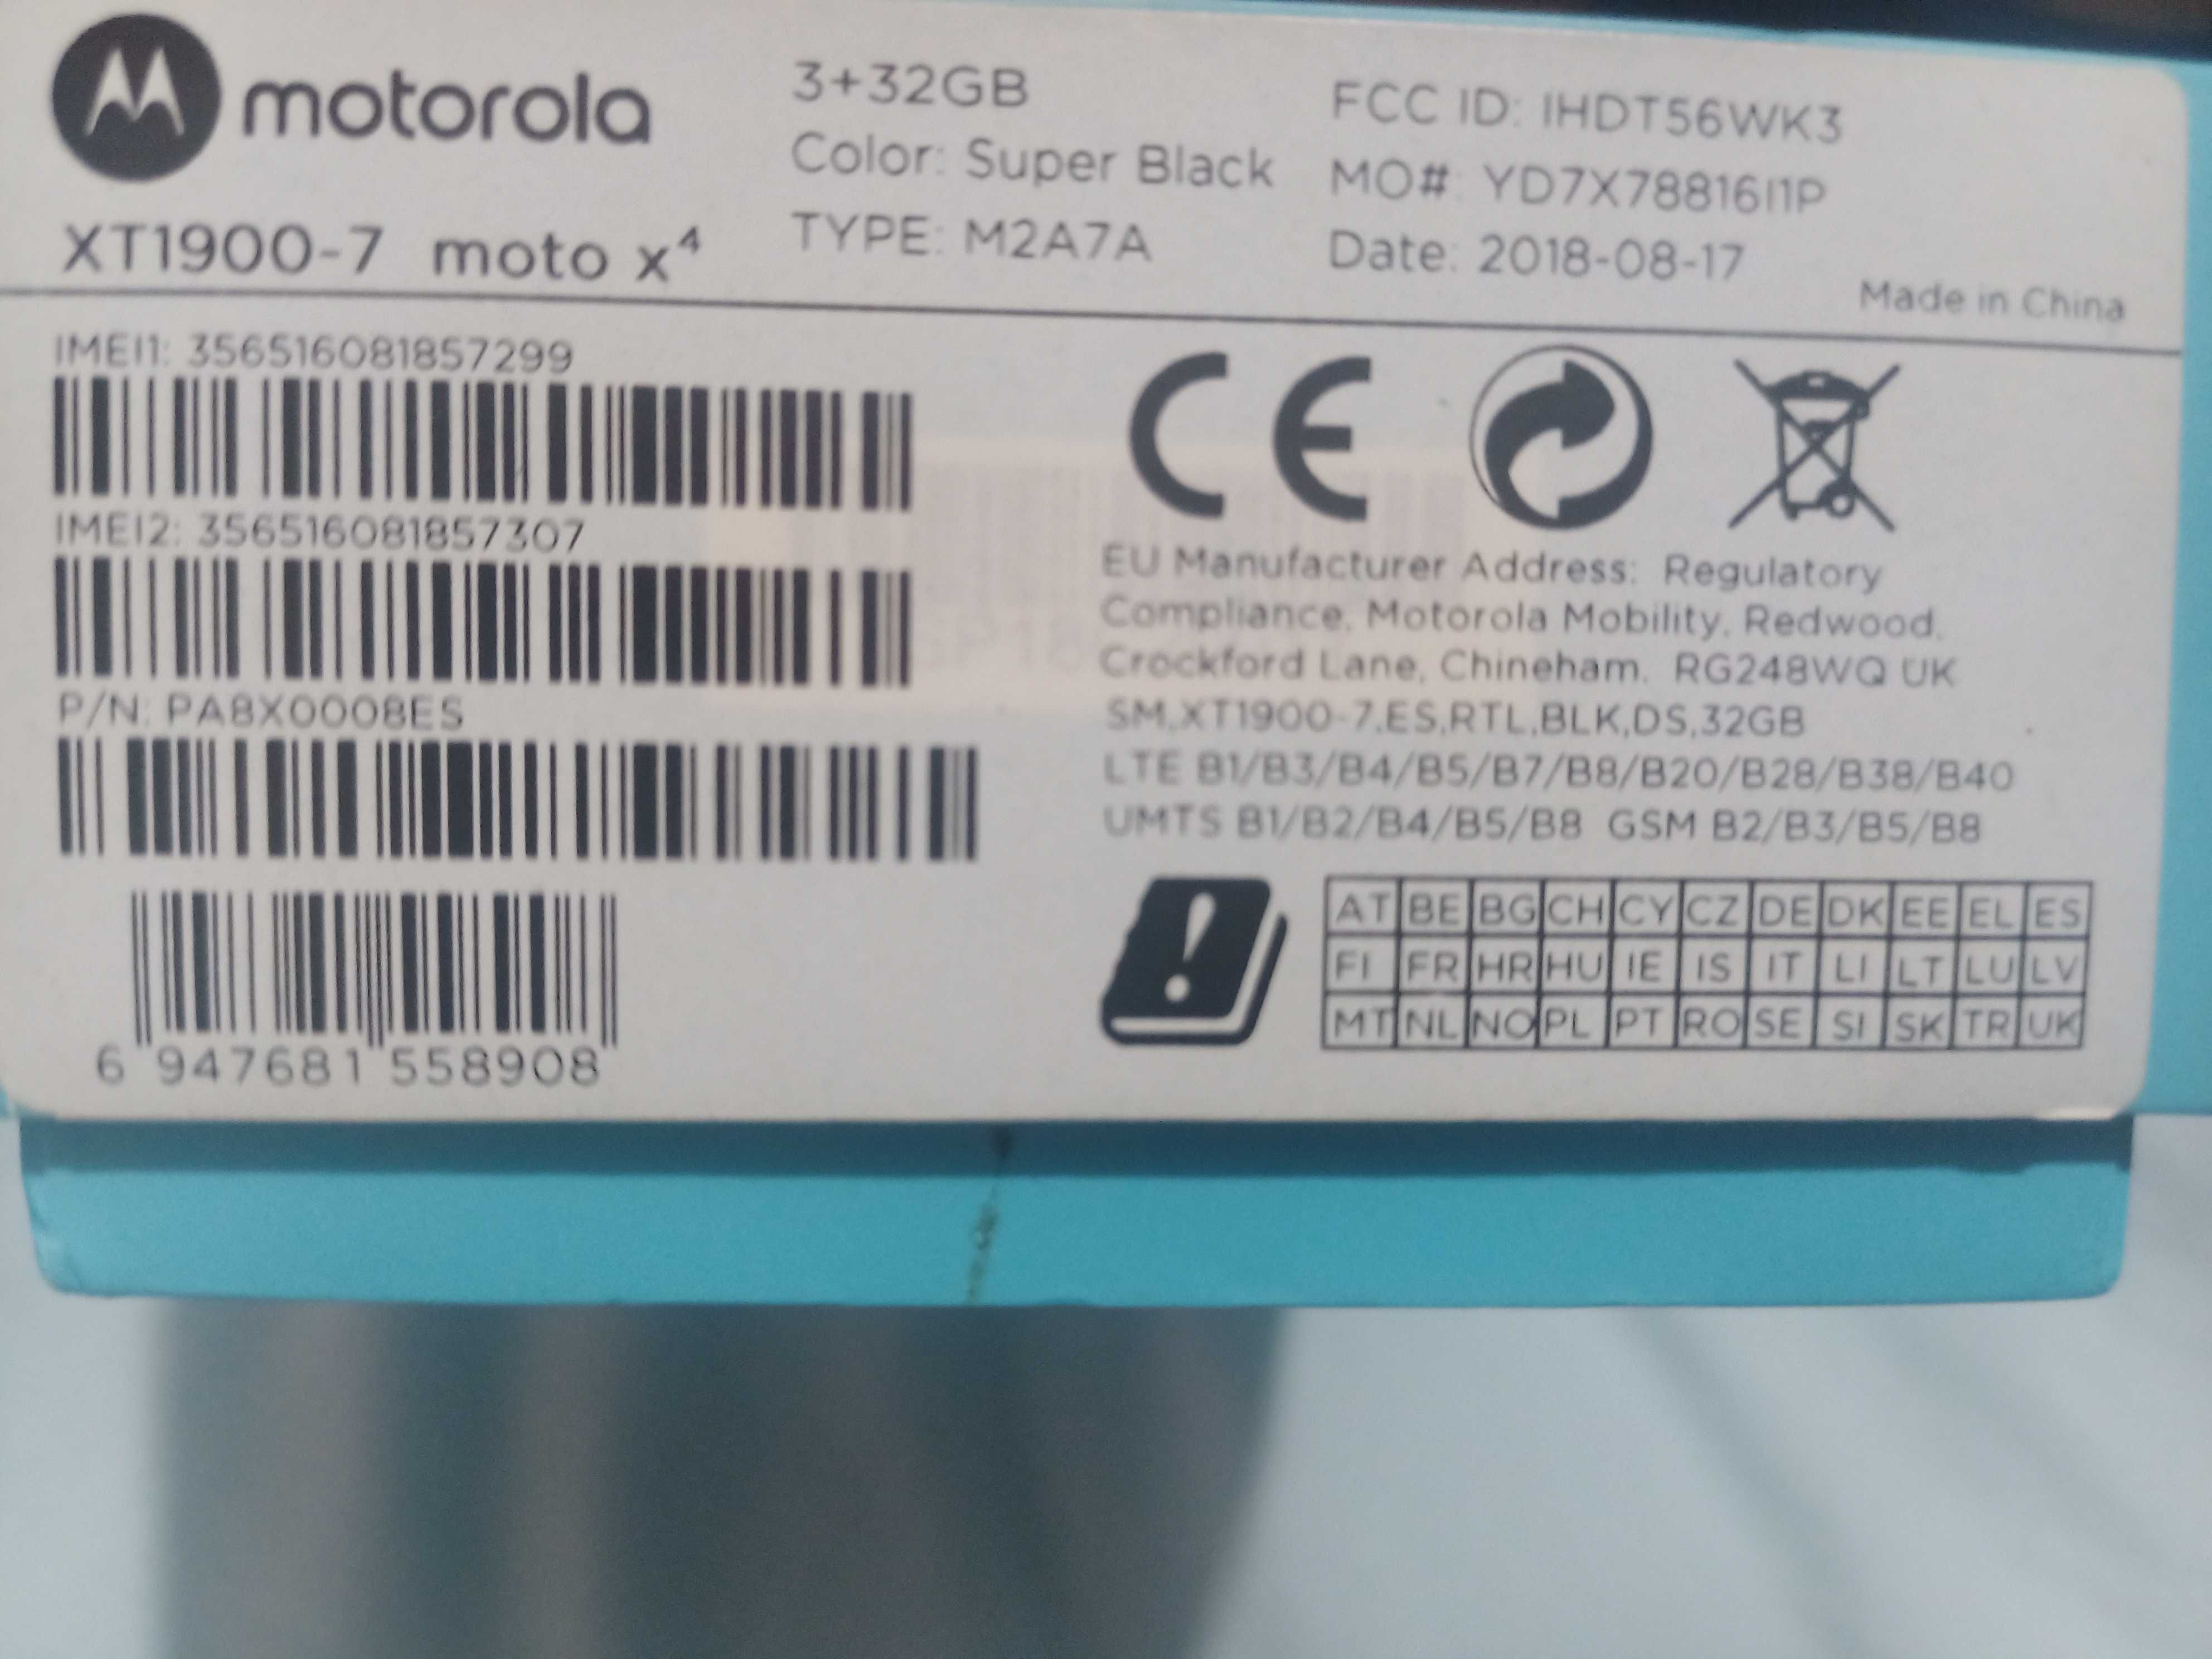 motorola
XT1900-7 moto x⁴
3+32GB
Color: Super Black
TYPE: M2A7A
FCC ID: IHDT56WK3
MO#: YD7X78816I1P
Date: 2018-08-17
Made in China
IMEI1: 356516081857299
IMEI2: 356516081857307
P/N: PA8X0008ES
6 947681 558908
CE
EU Manufacturer Address: Regulatory
Compliance, Motorola Mobility, Redwood,
Crockford Lane, Chineham, RG248WQ UK
SM,XT1900-7,ES,RTL,BLK,DS,32GB
LTE B1/B3/B4/B5/B7/B8/B20/B28/B38/B40
UMTS B1/B2/B4/B5/B8 GSM B2/B3/B5/B8
AT BE BG CH CY CZ DE DK EE EL ES
FI FR HR HU IE IS IT LI LT LU LV
MT NL NO PL PT RO SE SI SK TR UK